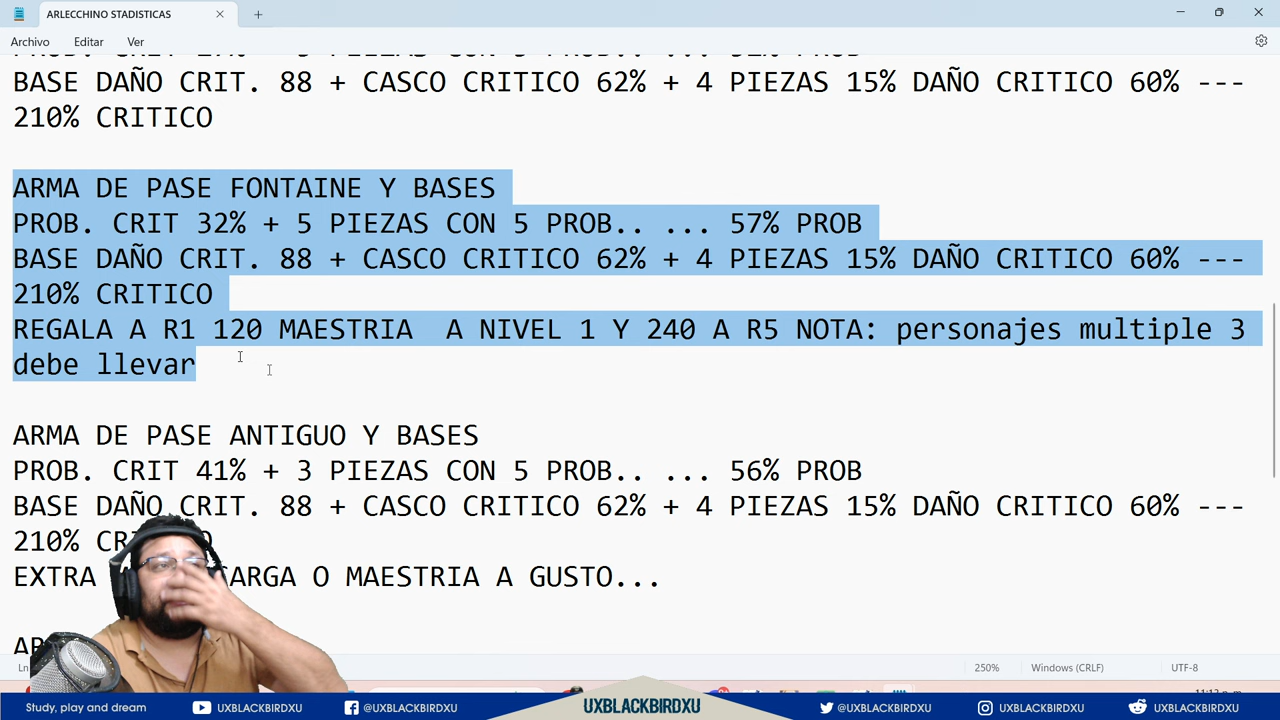 ARLECCHINO STADISTICAS
Archivo Editar Ver
BASE DAÑO CRIT. 88 + CASCO CRITICO 62% + 4 PIEZAS 15% DAÑO CRITICO 60% ---
210% CRITICO
ARMA DE PASE FONTAINE Y BASES
PROB. CRIT 32% + 5 PIEZAS CON 5 PROB.. ... 57% PROB
BASE DAÑO CRIT. 88 + CASCO CRITICO 62% + 4 PIEZAS 15% DAÑO CRITICO 60% ---
210% CRITICO
REGALA A R1 120 MAESTRIA  A NIVEL 1 Y 240 A R5 NOTA: personajes multiple 3
debe llevar
ARMA DE PASE ANTIGUO Y BASES
PROB. CRIT 41% + 3 PIEZAS CON 5 PROB.. ... 56% PROB
BASE DAÑO CRIT. 88 + CASCO CRITICO 62% + 4 PIEZAS 15% DAÑO CRITICO 60% ---
210%
EXTRA O MAESTRIA A GUSTO...
250% Windows (CRLF) UTF-8
Study, play and dream UXBLACKBIRDXU @UXBLACKBIRDXU UXBLACKBIRDXU @UXBLACKBIRDXU UXBLACKBIRDXU UXBLACKBIRDXU